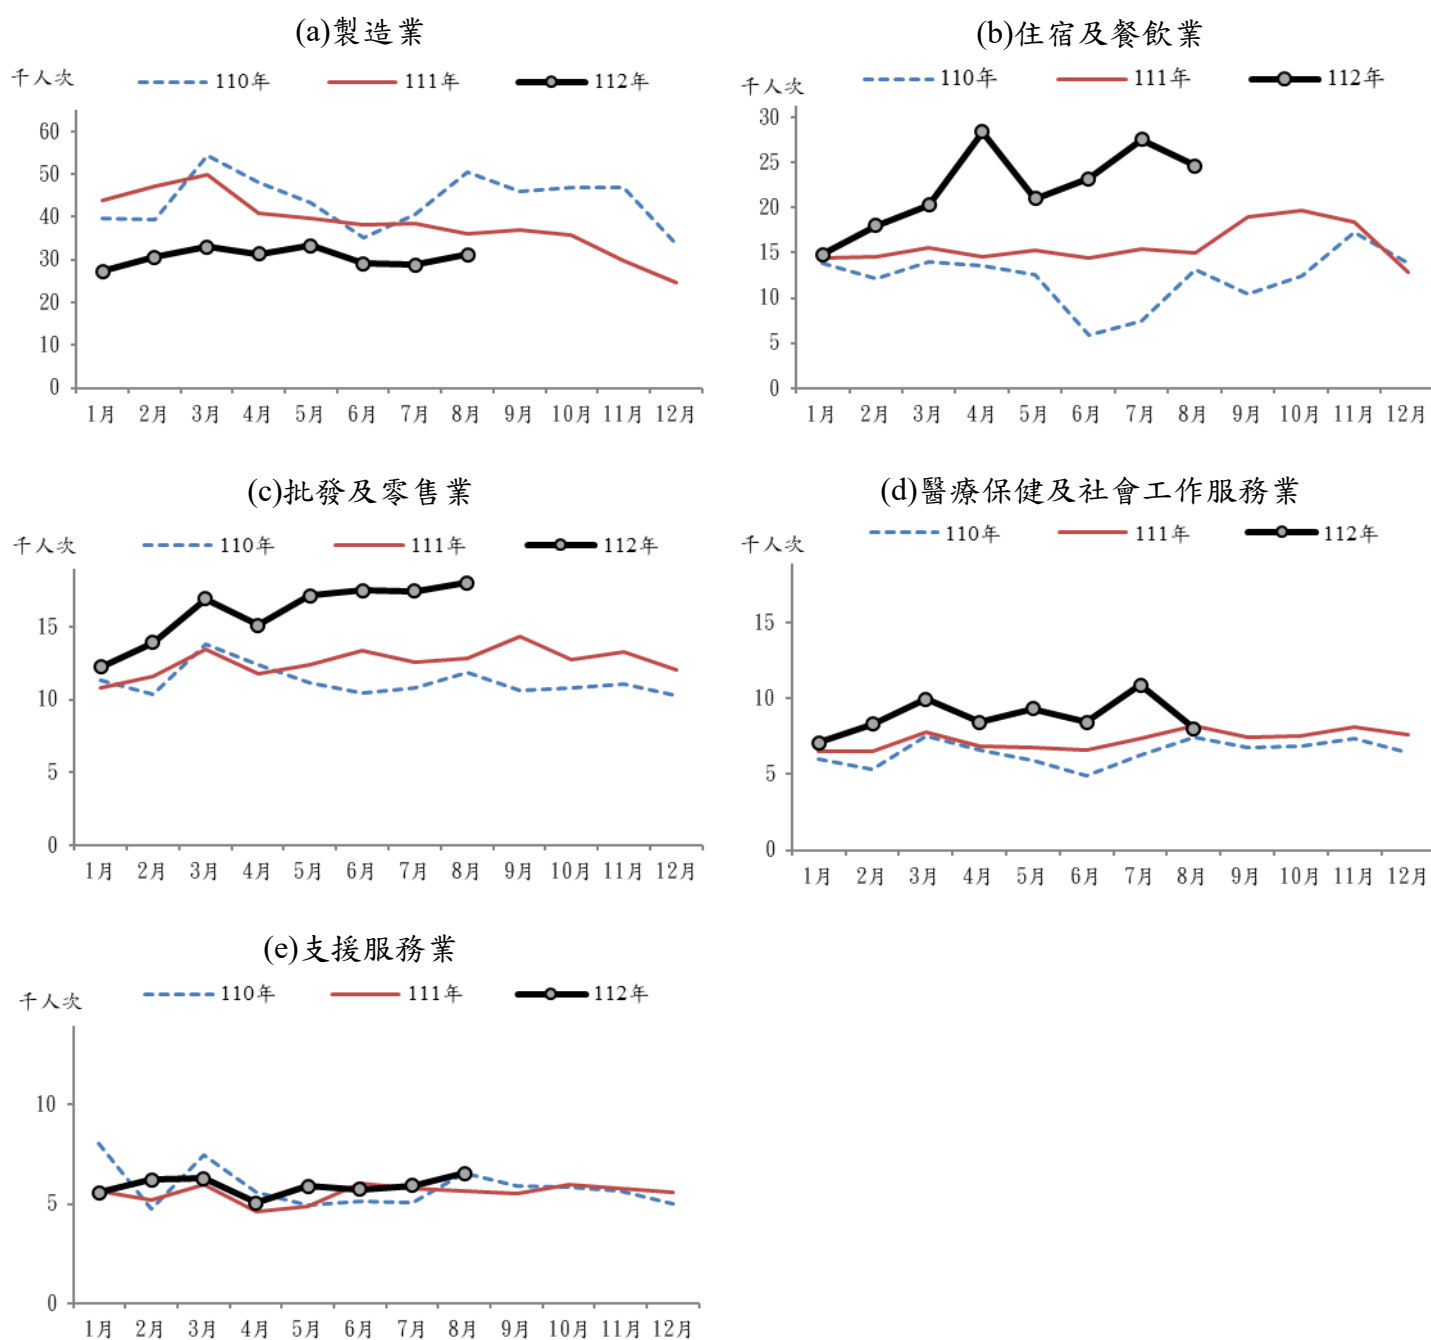 (a)製造業
千人次
110年 111年 112年
60
50
40
30
20
10
0
1月 2月 3月 4月 5月 6月 7月 8月 9月 10月 11月 12月
(b)住宿及餐飲業
千人次
110年 111年 112年
30
25
20
15
10
5
0
1月 2月 3月 4月 5月 6月 7月 8月 9月 10月 11月 12月
(c)批發及零售業
千人次
110年 111年 112年
15
10
5
0
1月 2月 3月 4月 5月 6月 7月 8月 9月 10月 11月 12月
(d)醫療保健及社會工作服務業
千人次
110年 111年 112年
15
10
5
0
1月 2月 3月 4月 5月 6月 7月 8月 9月 10月 11月 12月
(e)支援服務業
千人次
110年 111年 112年
10
5
0
1月 2月 3月 4月 5月 6月 7月 8月 9月 10月 11月 12月